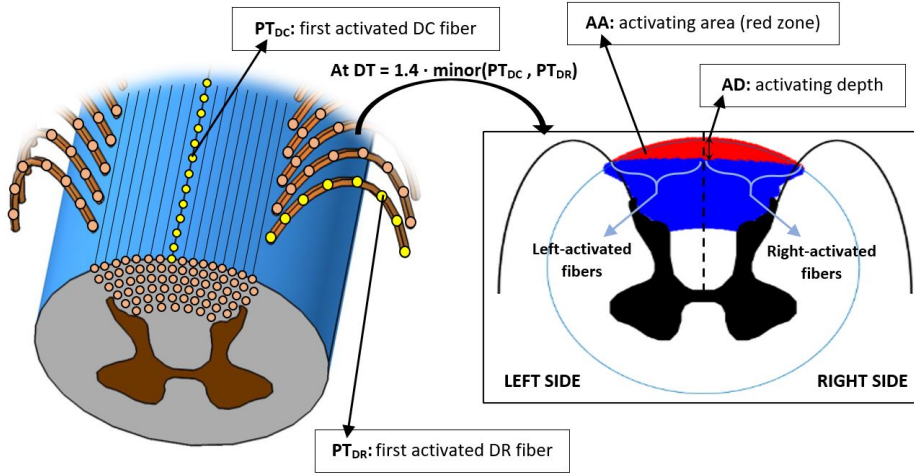 PTDC: first activated DC fiber
AA: activating area (red zone)
At DT = 1.4 · minor(PTDC , PTDR)
AD: activating depth
Left-activated
fibers
Right-activated
fibers
LEFT SIDE
RIGHT SIDE
PTDR: first activated DR fiber